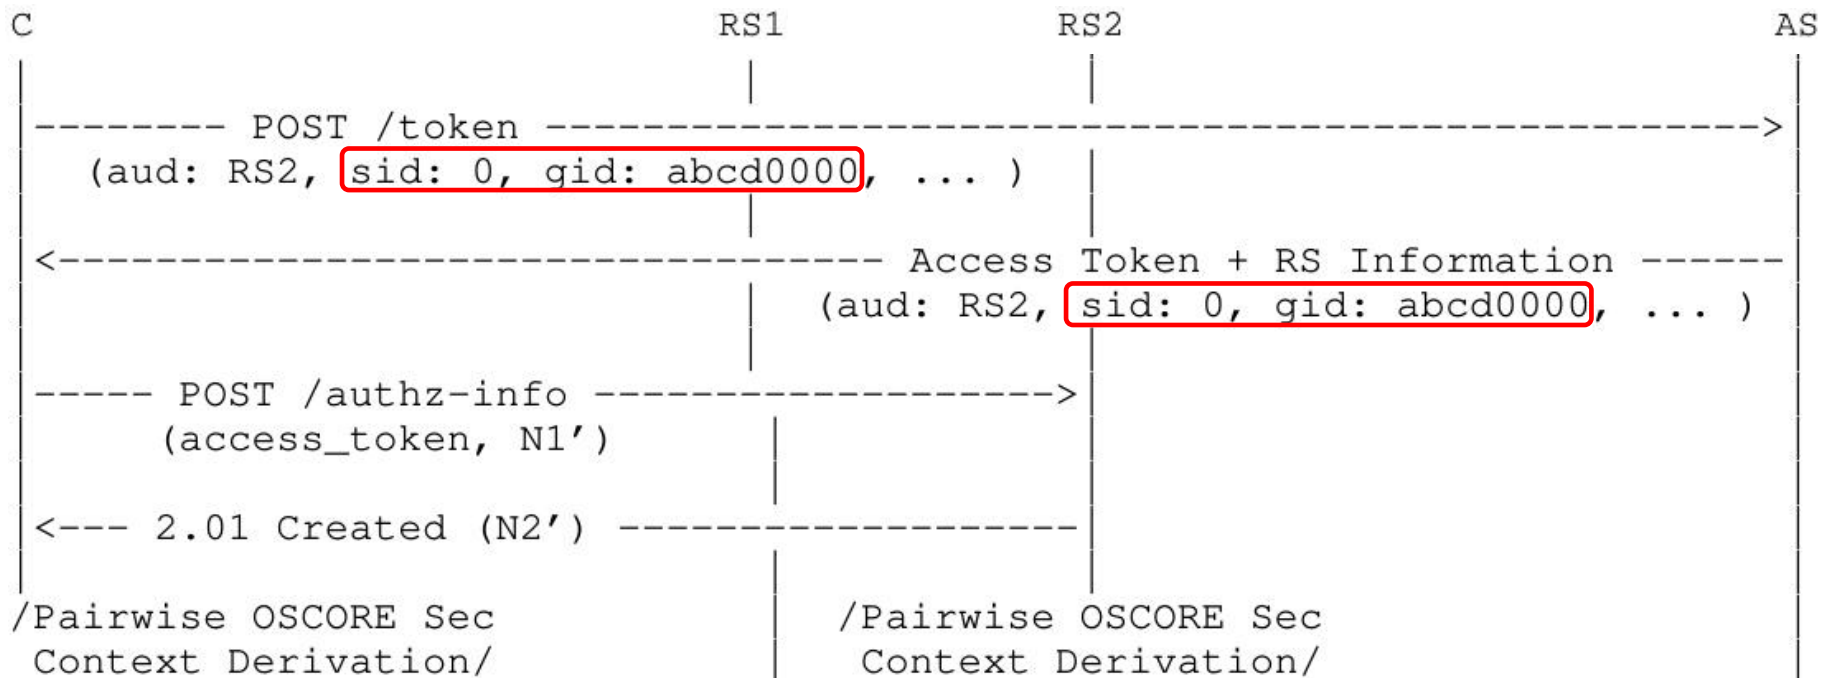 C RS1 RS2 AS
-------- POST /token --------------------------------------------------->
(aud: RS2, sid: 0, gid: abcd0000, ... )
<---------------------------------- Access Token + RS Information ------
(aud: RS2, sid: 0, gid: abcd0000, ... )
----- POST /authz-info ------------------->
(access_token, N1')
<--- 2.01 Created (N2') -------------------
/Pairwise OSCORE Sec /Pairwise OSCORE Sec
Context Derivation/ Context Derivation/